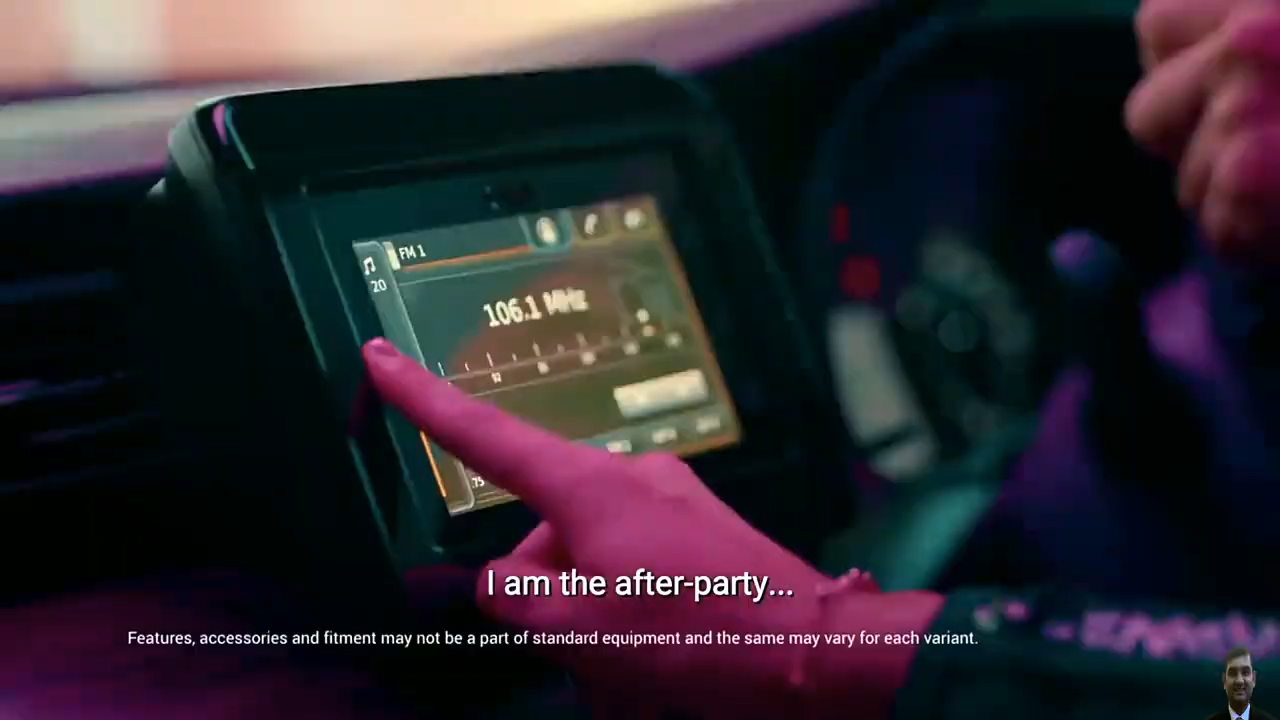 FM 1
20
106.1 MHz
75
I am the after-party...
Features, accessories and fitment may not be a part of standard equipment and the same may vary for each variant.